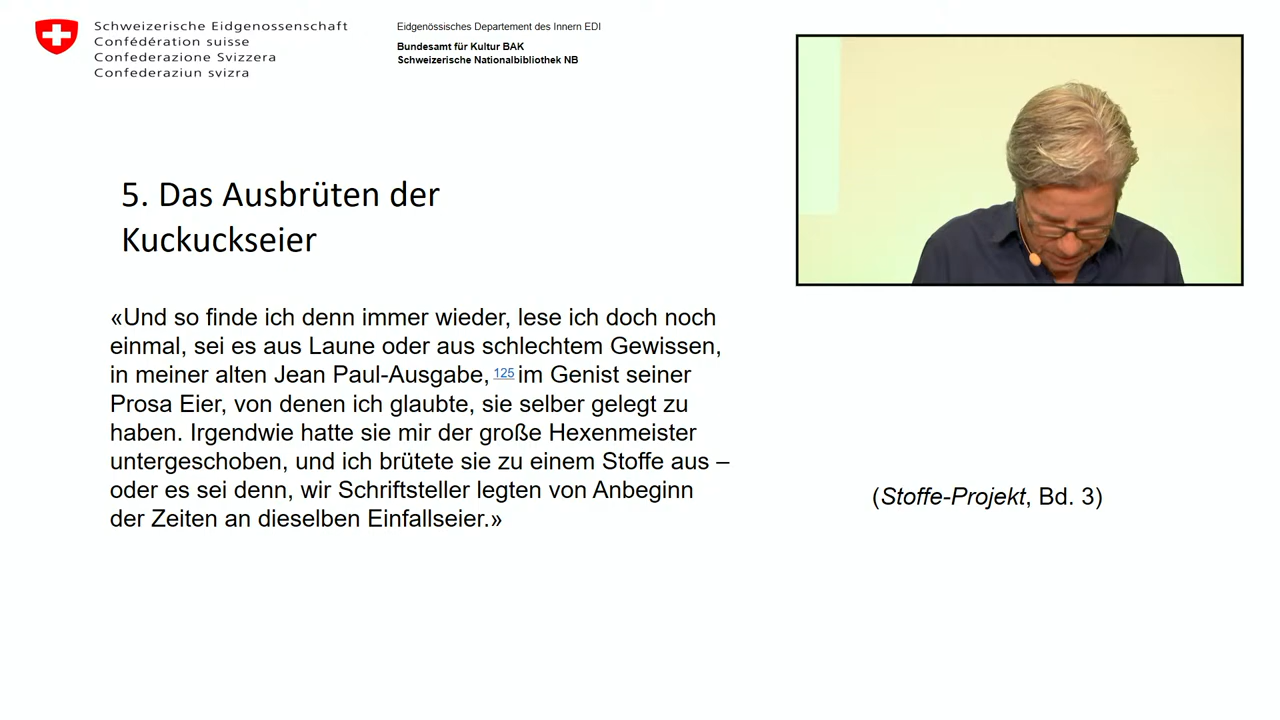 Schweizerische Eidgenossenschaft
Confédération suisse
Confederazione Svizzera
Confederaziun svizra
Eidgenössisches Departement des Innern EDI
Bundesamt für Kultur BAK
Schweizerische Nationalbibliothek NB
5. Das Ausbrüten der
Kuckuckseier
«Und so finde ich denn immer wieder, lese ich doch noch
einmal, sei es aus Laune oder aus schlechtem Gewissen,
in meiner alten Jean Paul-Ausgabe, 125 im Genist seiner
Prosa Eier, von denen ich glaubte, sie selber gelegt zu
haben. Irgendwie hatte sie mir der große Hexenmeister
untergeschoben, und ich brütete sie zu einem Stoffe aus –
oder es sei denn, wir Schriftsteller legten von Anbeginn
der Zeiten an dieselben Einfallseier.»
(Stoffe-Projekt, Bd. 3)